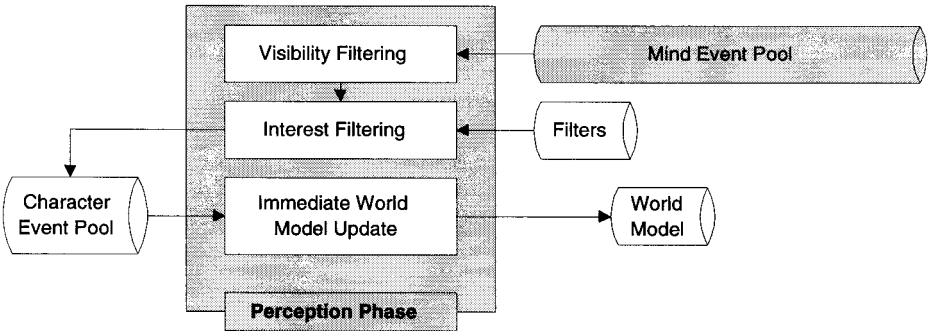 Visibility Filtering
Mind Event Pool
Interest Filtering
Filters
Character
Event Pool
Immediate World
Model Update
World
Model
Perception Phase